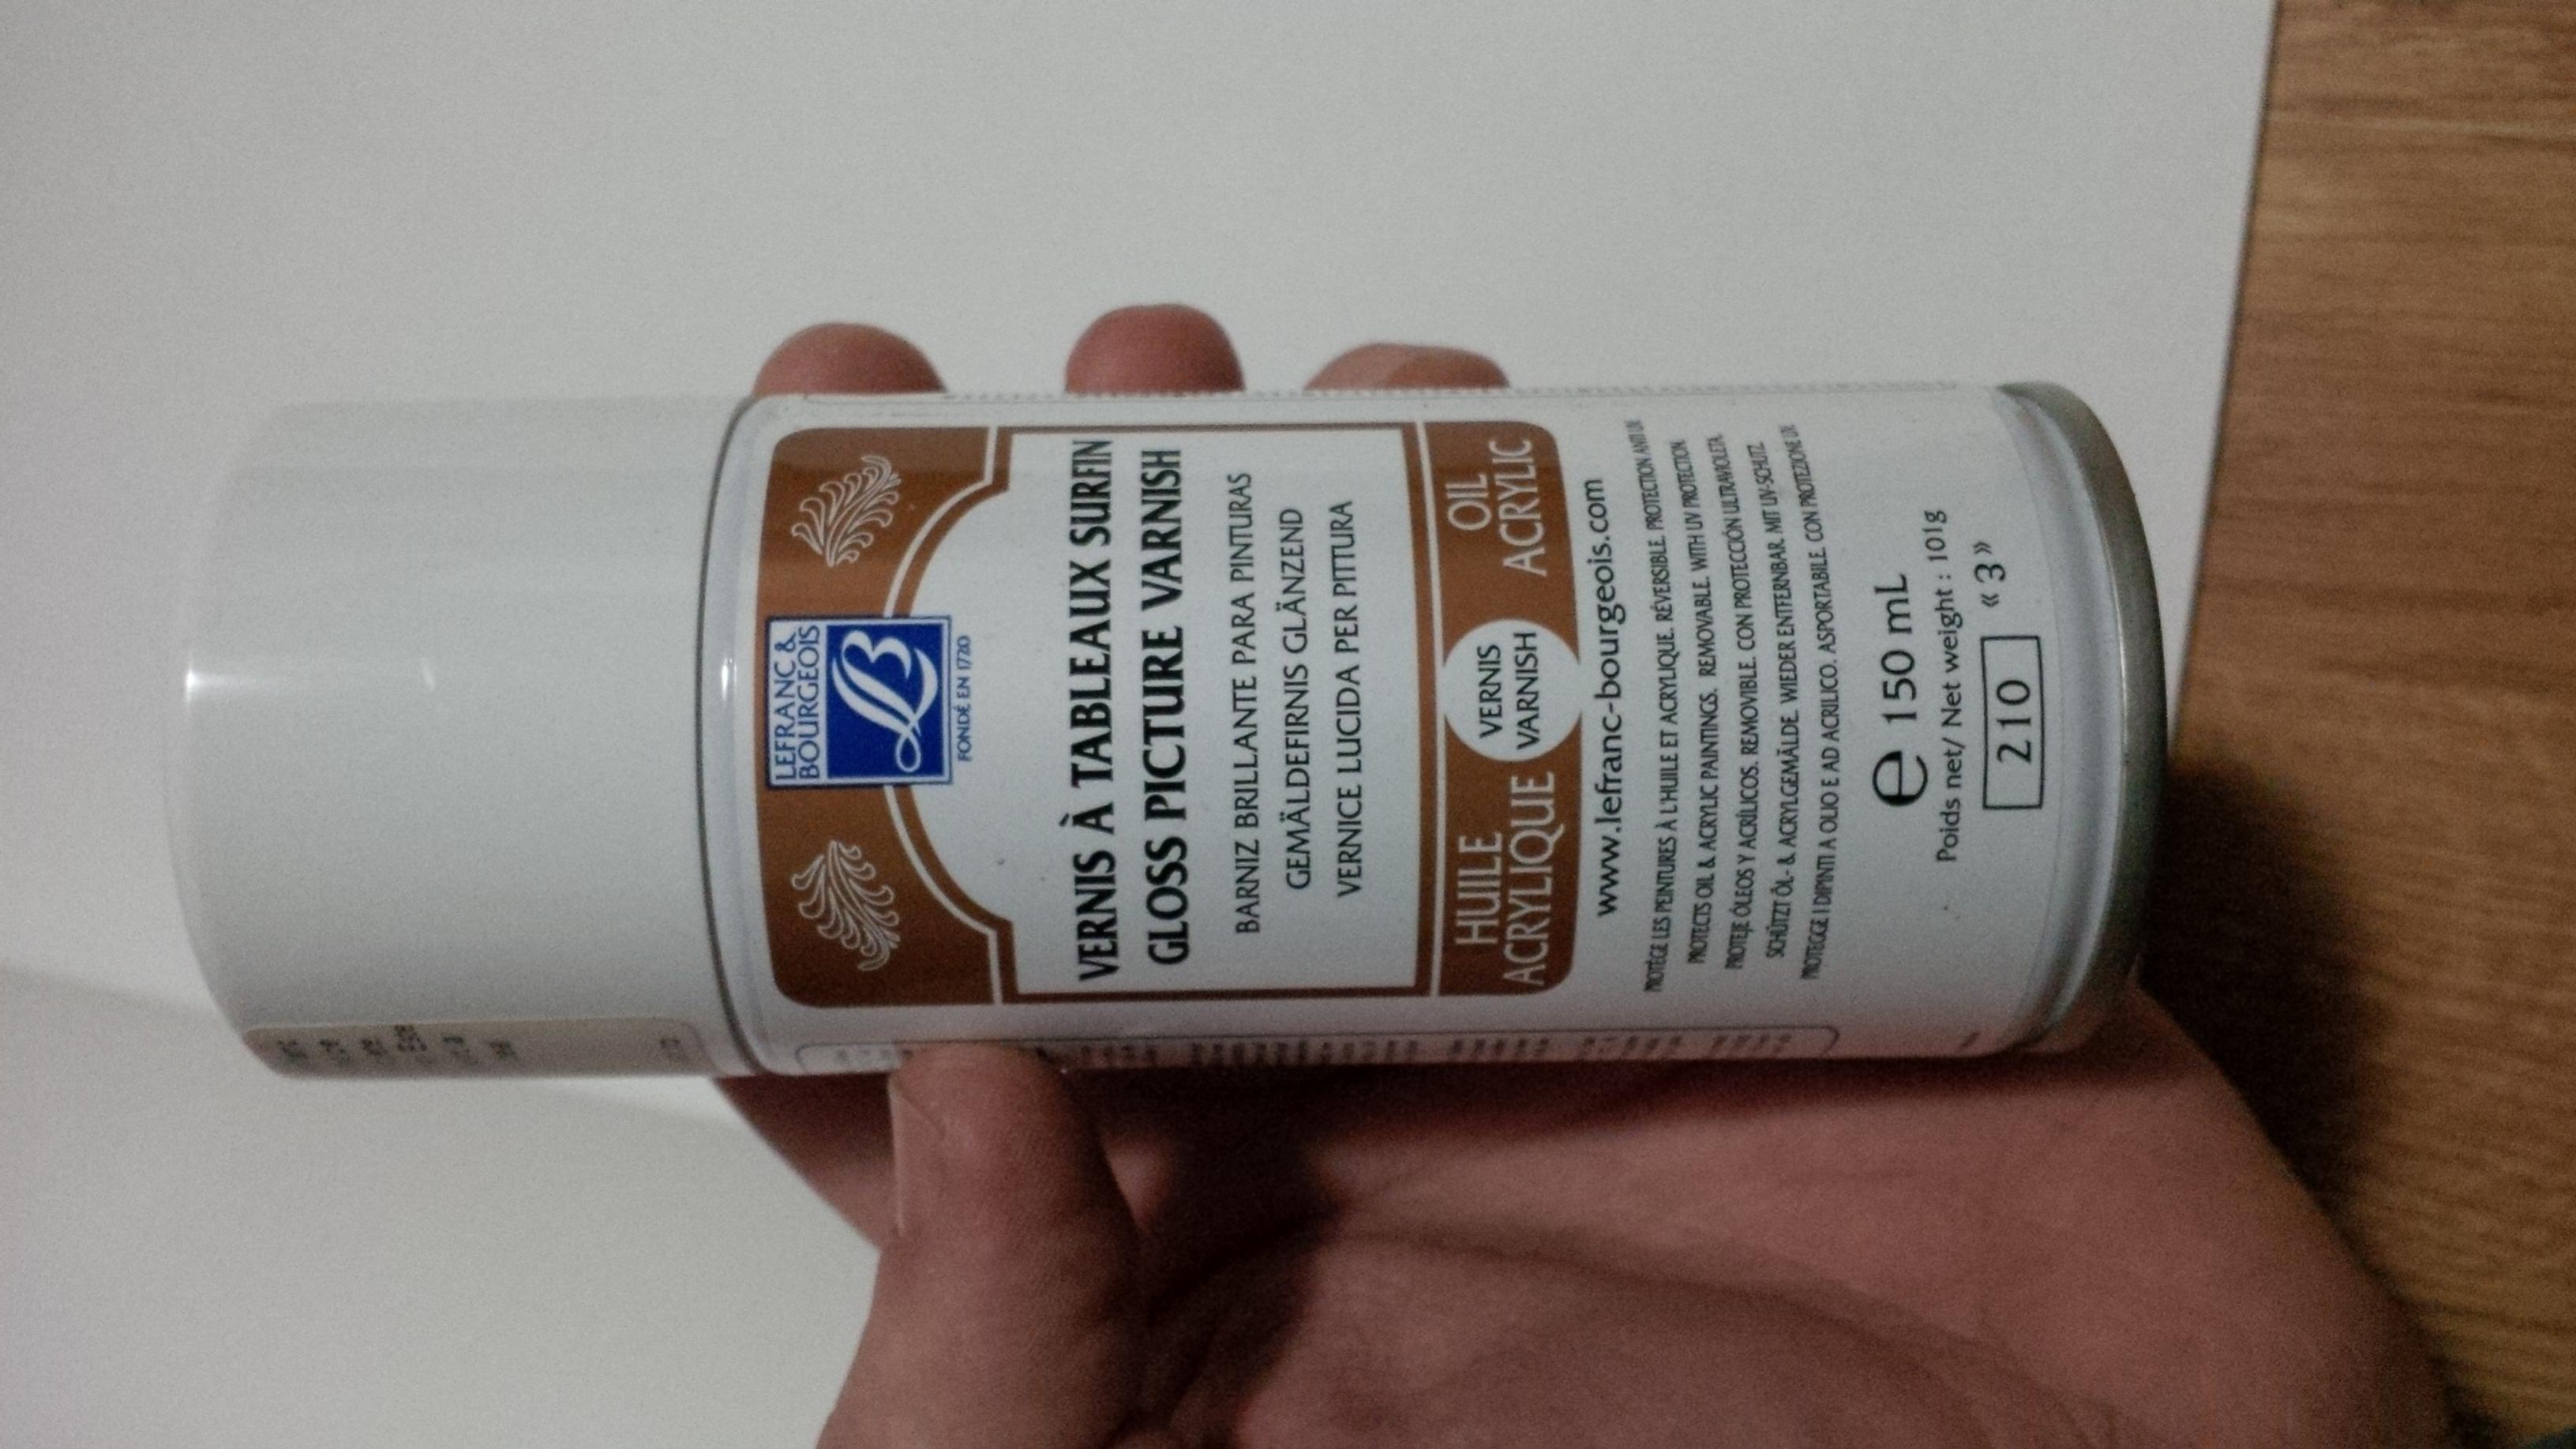 LEFRANC &
BOURGEOIS
LB
FONDÉ EN 1720
VERNIS À TABLEAUX SURFIN
GLOSS PICTURE VARNISH
BARNIZ BRILLANTE PARA PINTURAS
GEMÄLDEFIRNIS GLÄNZEND
VERNICE LUCIDA PER PITTURA
HUILE
ACRYLIQUE
VERNIS
VARNISH
OIL
ACRYLIC
www.lefranc-bourgeois.com
PROTÈGE LES PEINTURES À L'HUILE ET ACRYLIQUE. RÉVERSIBLE. PROTECTION ANTI UV
PROTECTS OIL & ACRYLIC PAINTINGS. REMOVABLE. WITH UV PROTECTION
PROTEJE ÓLEOS Y ACRÍLICOS. REMOVIBLE. CON PROTECCIÓN ULTRAVIOLETA
SCHÜTZT ÖL- & ACRYLGEMÄLDE. WIEDER ENTFERNBAR. MIT UV-SCHUTZ
PROTEGGE I DIPINTI A OLIO E AD ACRILICO. ASPORTABILE. CON PROTEZIONE UV
e 150 mL
Poids net/ Net weight : 101g
210 « 3 »